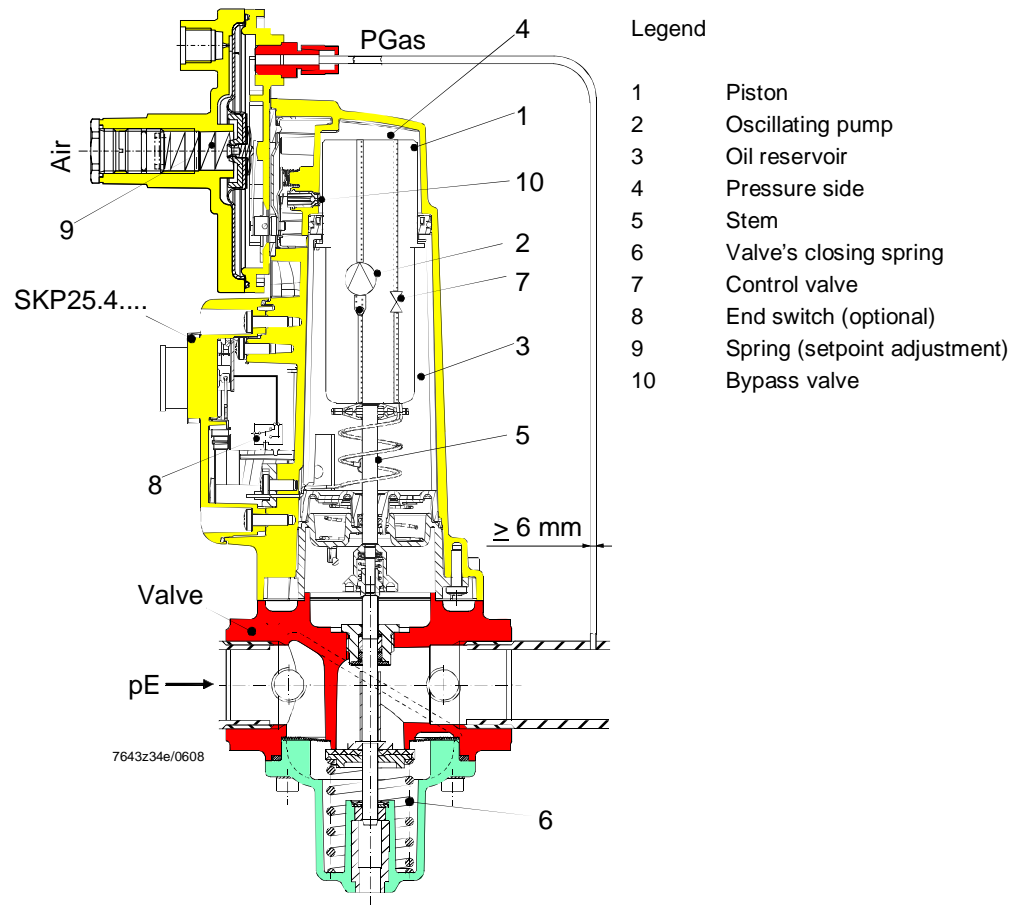 4
PGas
Legend
1
1 Piston
2 Oscillating pump
3 Oil reservoir
4 Pressure side
5 Stem
6 Valve's closing spring
7 Control valve
8 End switch (optional)
9 Spring (setpoint adjustment)
10 Bypass valve
Air
10
9
2
7
SKP25.4....
3
5
8
≥ 6 mm
Valve
pE
7643z34e/0608
6